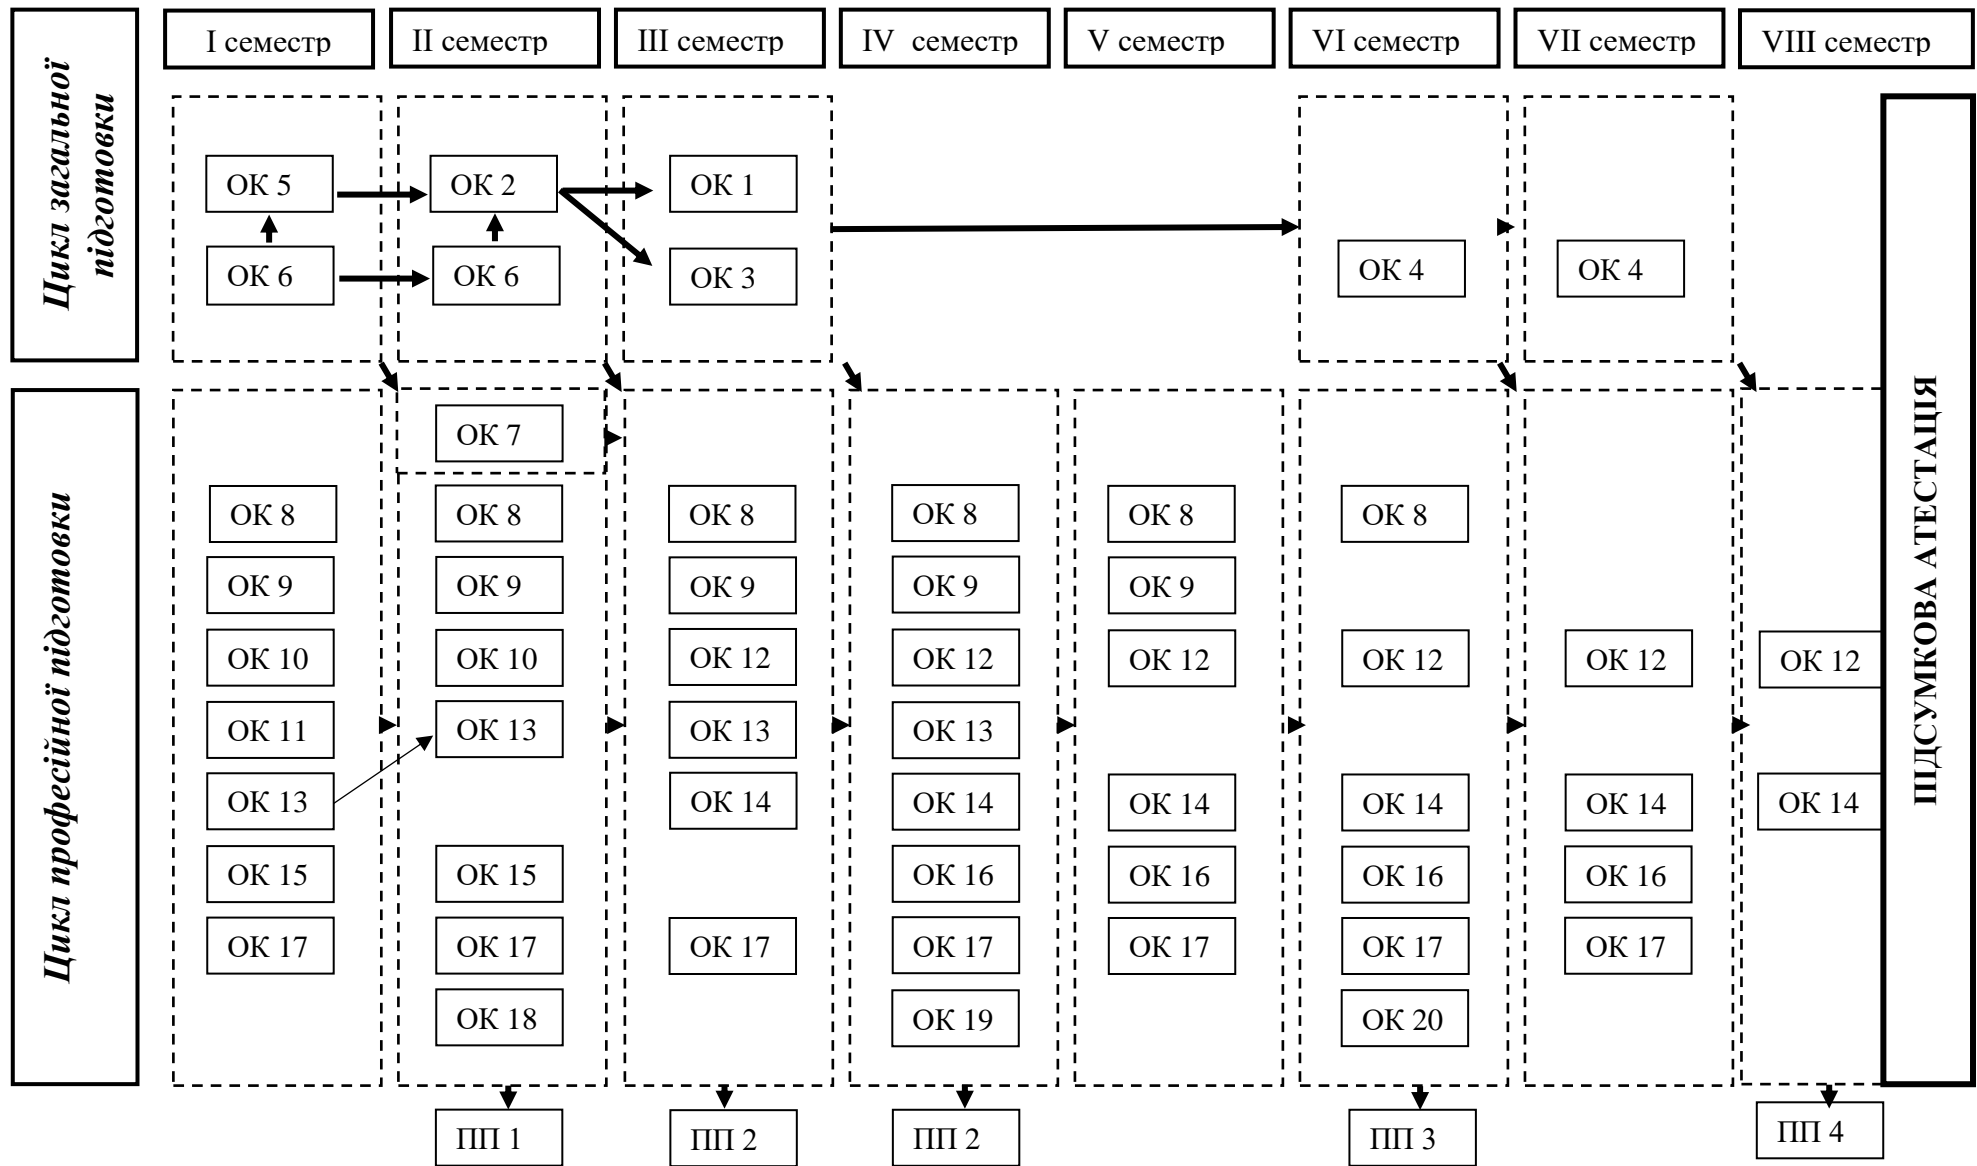 I семестр
II семестр
III семестр
IV семестр
V семестр
VI семестр
VII семестр
VIII семестр
Цикл загальної
підготовки
ОК 5
ОК 2
ОК 1
ОК 6
ОК 6
ОК 3
ОК 4
ОК 4
ПІДСУМКОВА АТЕСТАЦІЯ
Цикл професійної підготовки
ОК 7
ОК 8
ОК 8
ОК 8
ОК 8
ОК 8
ОК 8
ОК 9
ОК 9
ОК 9
ОК 9
ОК 9
ОК 10
ОК 10
ОК 12
ОК 12
ОК 12
ОК 12
ОК 12
ОК 12
ОК 11
ОК 13
ОК 13
ОК 13
ОК 13
ОК 14
ОК 14
ОК 14
ОК 14
ОК 14
ОК 14
ОК 15
ОК 15
ОК 16
ОК 16
ОК 16
ОК 16
ОК 17
ОК 17
ОК 17
ОК 17
ОК 17
ОК 17
ОК 17
ОК 18
ОК 19
ОК 20
ПП 1
ПП 2
ПП 2
ПП 3
ПП 4